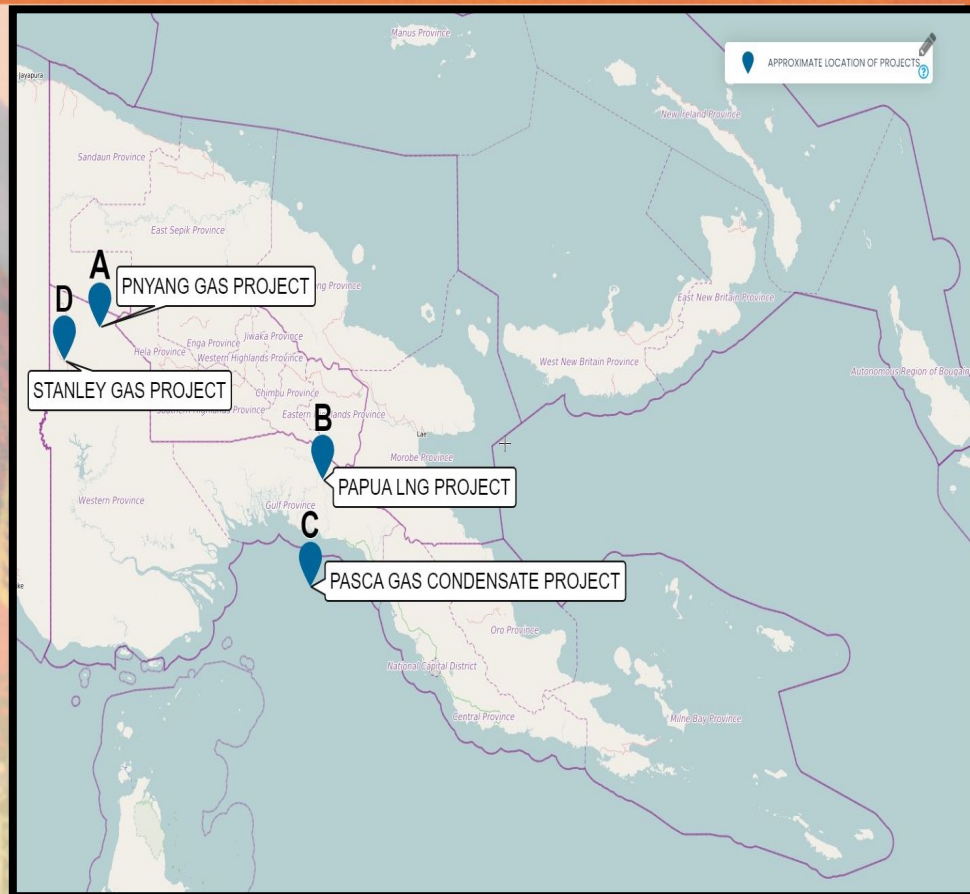 Manus Province
APPROXIMATE LOCATION OF PROJECTS
?
Jayapura
New Ireland Province
Sandaun Province
East Sepik Province
A
PNYANG GAS PROJECT
ng Province
East New Britain Province
D
Jiwaka Province
Enga Province
Hela Province
Western Highlands Province
West New Britain Province
Autonomous Region of Bougain
STANLEY GAS PROJECT
Chimbu Province
Province
B
Lae
Morobe Province
PAPUA LNG PROJECT
Western Province
Gulf Province
C
PASCA GAS CONDENSATE PROJECT
Oro Province
National Capital District
Central Province
Milne Bay Province